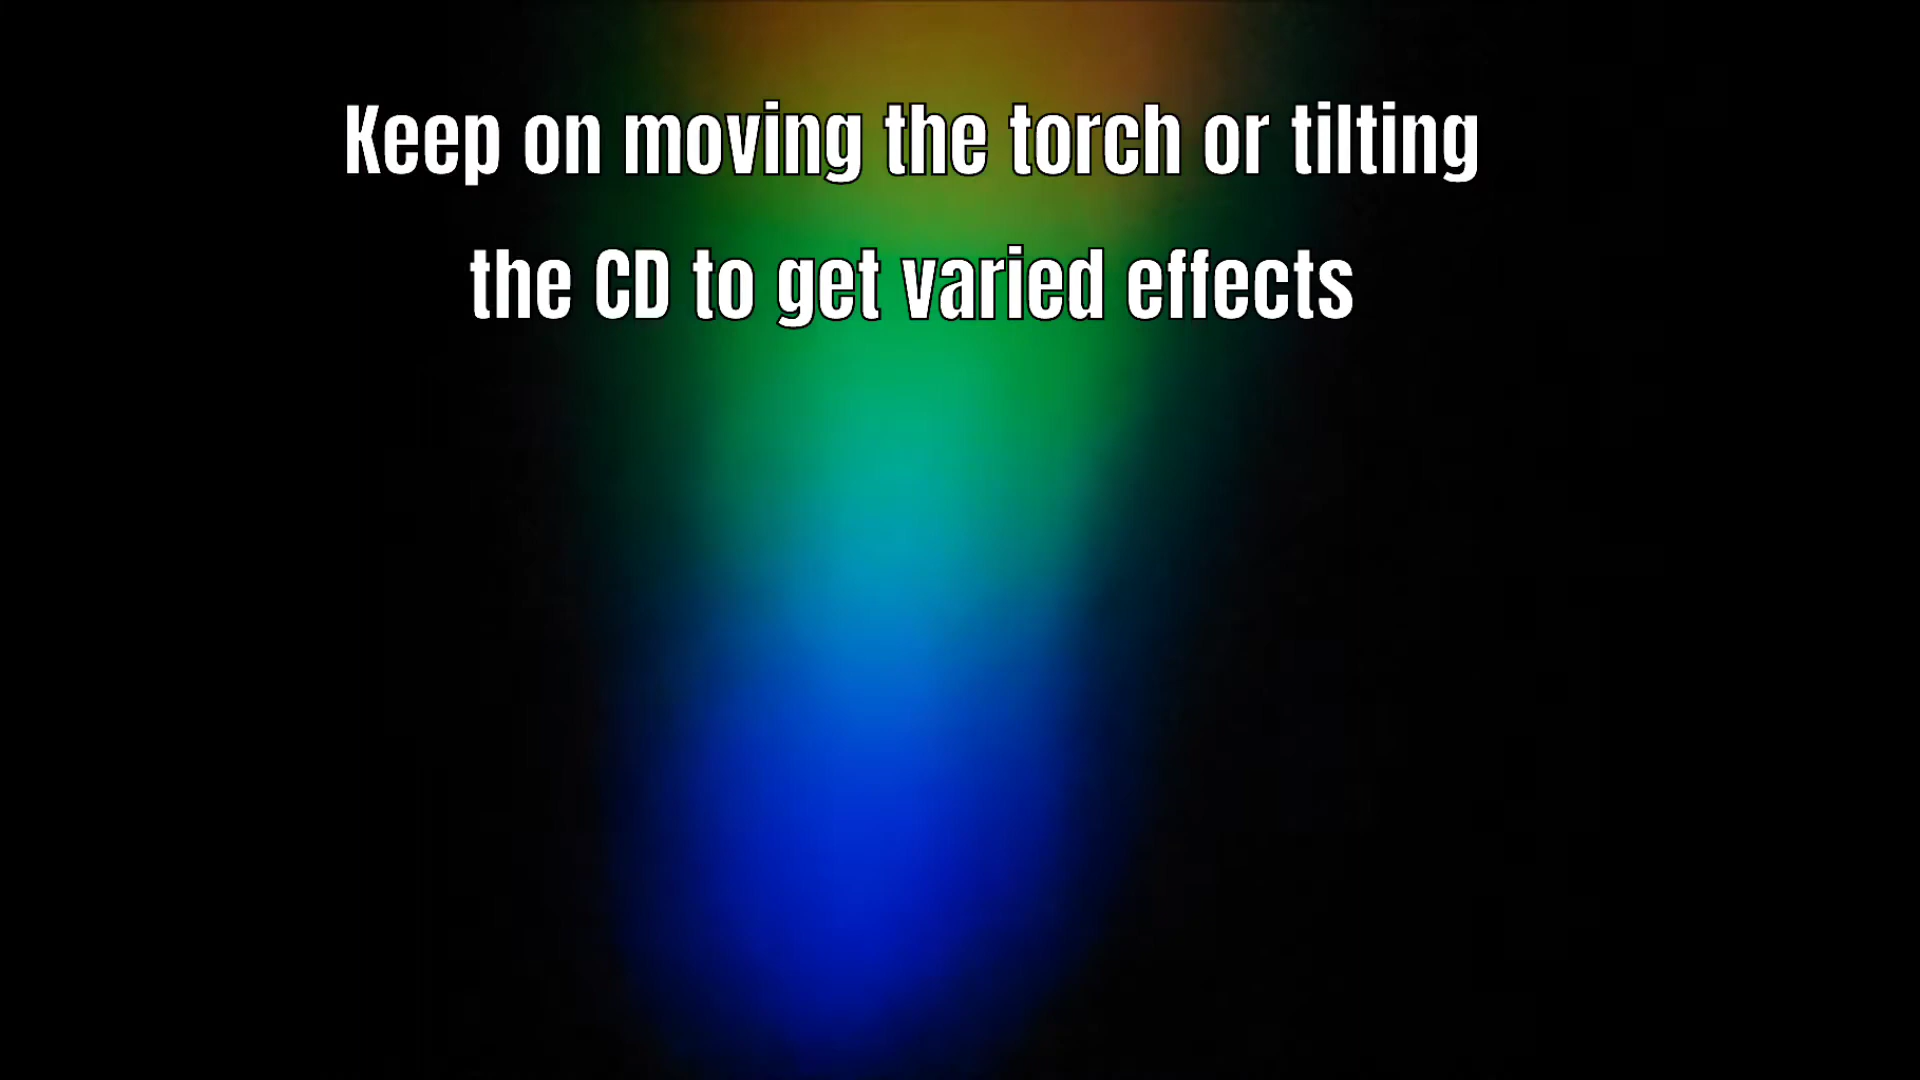 Keep on moving the torch or tilting
the CD to get varied effects